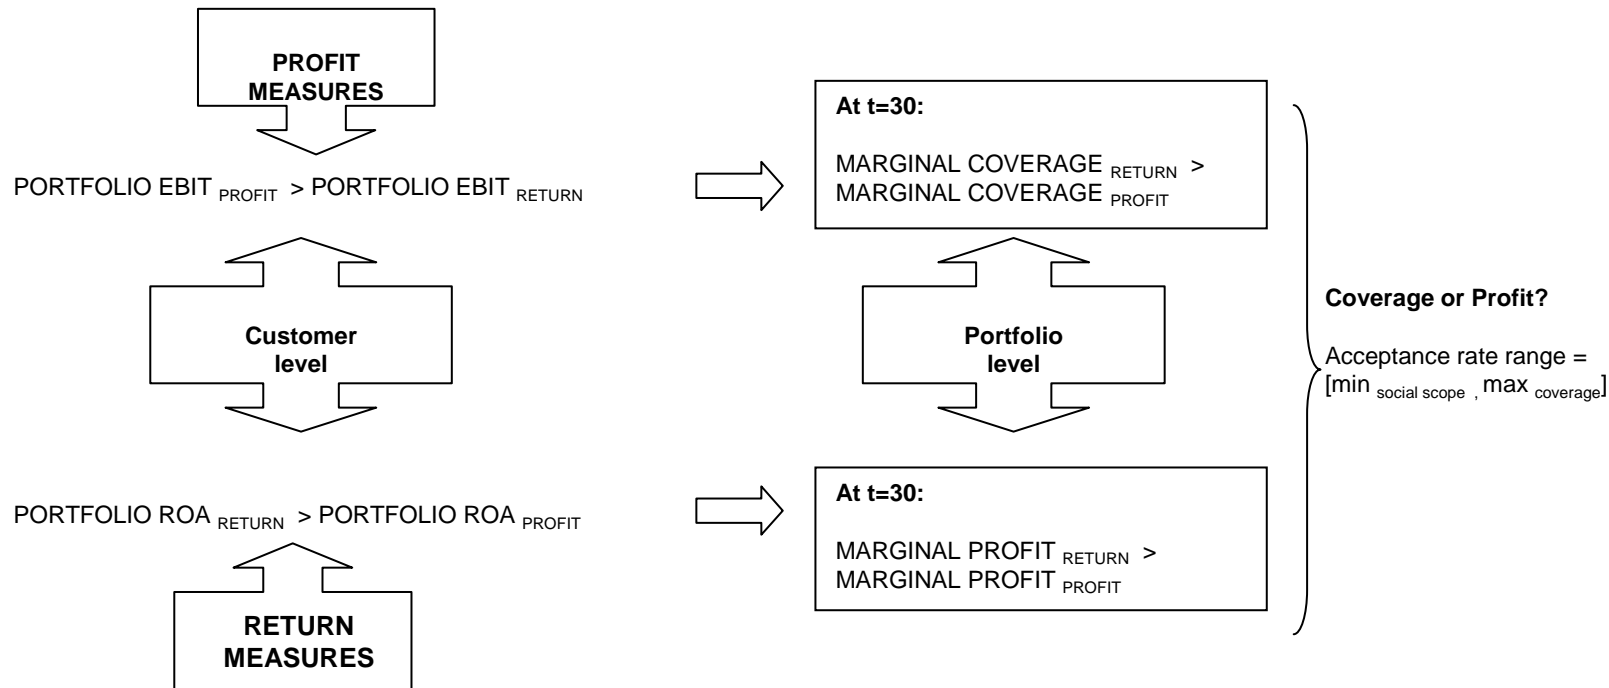 PROFIT
MEASURES
PORTFOLIO EBIT PROFIT > PORTFOLIO EBIT RETURN
At t=30:
MARGINAL COVERAGE RETURN >
MARGINAL COVERAGE PROFIT
Customer
level
Portfolio
level
Coverage or Profit?
Acceptance rate range =
[min social scope , max coverage]
PORTFOLIO ROA RETURN > PORTFOLIO ROA PROFIT
At t=30:
MARGINAL PROFIT RETURN >
MARGINAL PROFIT PROFIT
RETURN
MEASURES